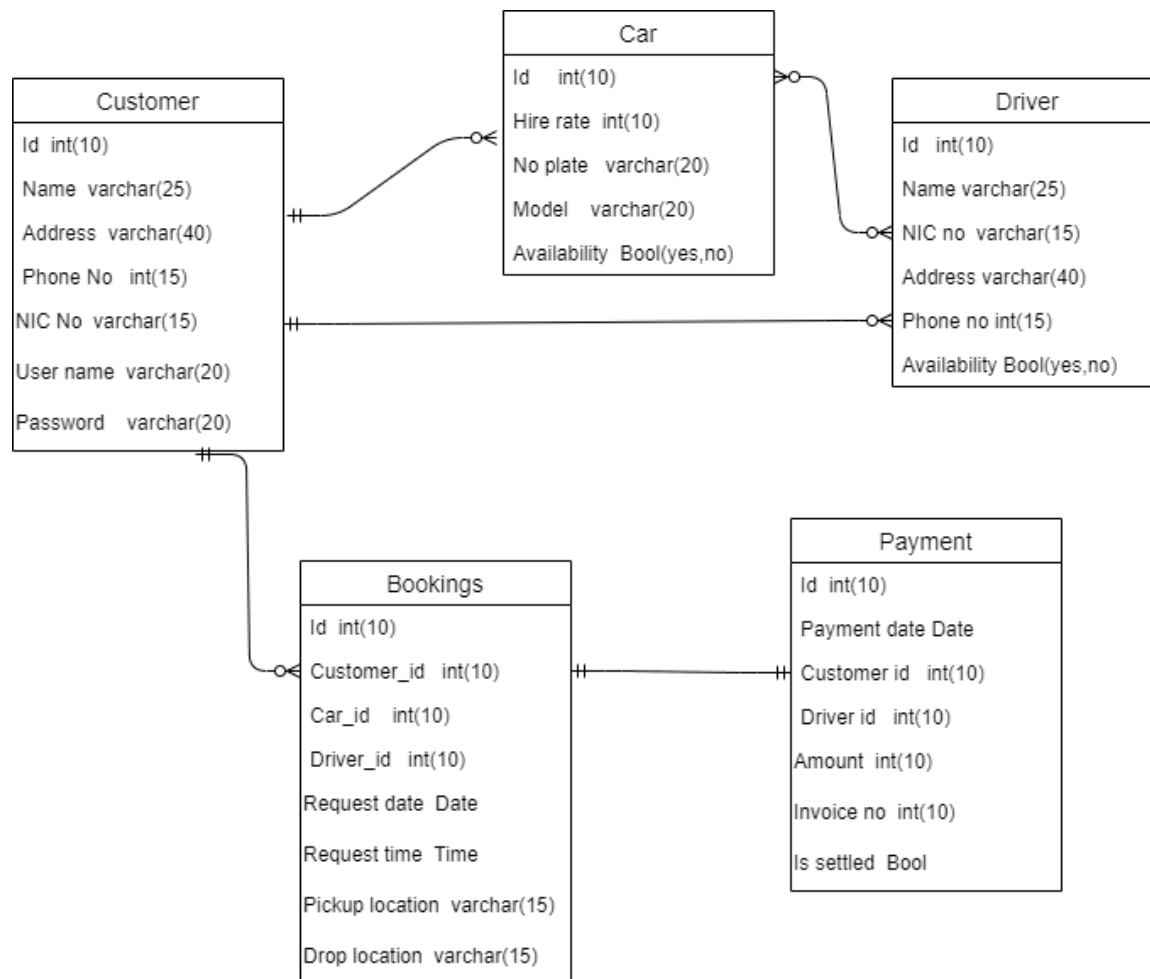 Customer
Id int(10)
Name varchar(25)
Address varchar(40)
Phone No int(15)
NIC No varchar(15)
User name varchar(20)
Password varchar(20)
Car
Id int(10)
Hire rate int(10)
No plate varchar(20)
Model varchar(20)
Availability Bool(yes,no)
Driver
Id int(10)
Name varchar(25)
NIC no varchar(15)
Address varchar(40)
Phone no int(15)
Availability Bool(yes,no)
Bookings
Id int(10)
Customer_id int(10)
Car_id int(10)
Driver_id int(10)
Request date Date
Request time Time
Pickup location varchar(15)
Drop location varchar(15)
Payment
Id int(10)
Payment date Date
Customer id int(10)
Driver id int(10)
Amount int(10)
Invoice no int(10)
Is settled Bool